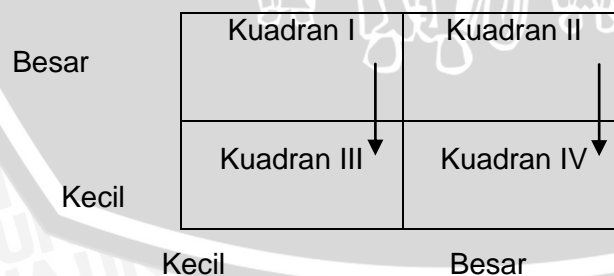 Kuadran I Kuadran II
Besar
Kuadran III Kuadran IV
Kecil
Kecil Besar